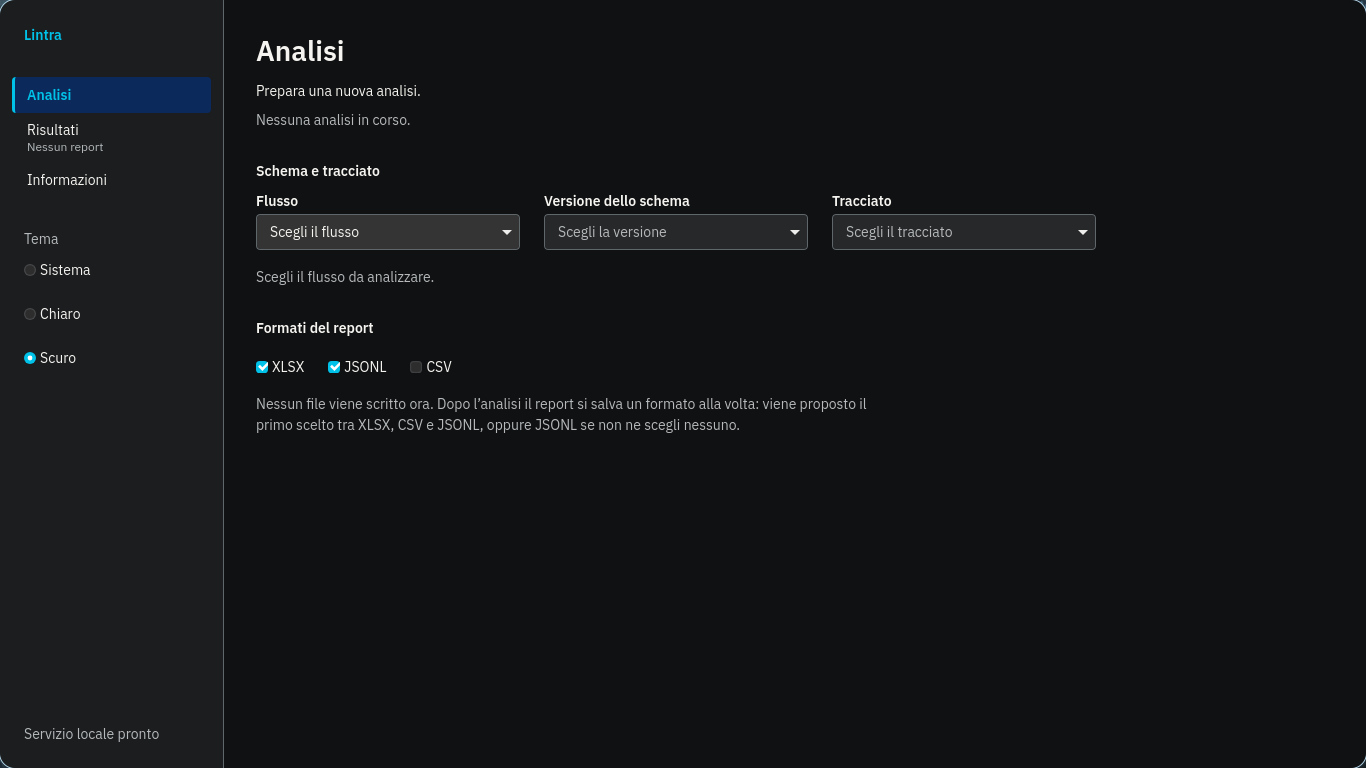 Lintra
Analisi
Risultati
Nessun report
Informazioni
Tema
Sistema
Chiaro
Scuro
Servizio locale pronto
Analisi
Prepara una nuova analisi.
Nessuna analisi in corso.
Schema e tracciato
Flusso
Scegli il flusso
Versione dello schema
Scegli la versione
Tracciato
Scegli il tracciato
Scegli il flusso da analizzare.
Formati del report
XLSX JSONL CSV
Nessun file viene scritto ora. Dopo l’analisi il report si salva un formato alla volta: viene proposto il
primo scelto tra XLSX, CSV e JSONL, oppure JSONL se non ne scegli nessuno.